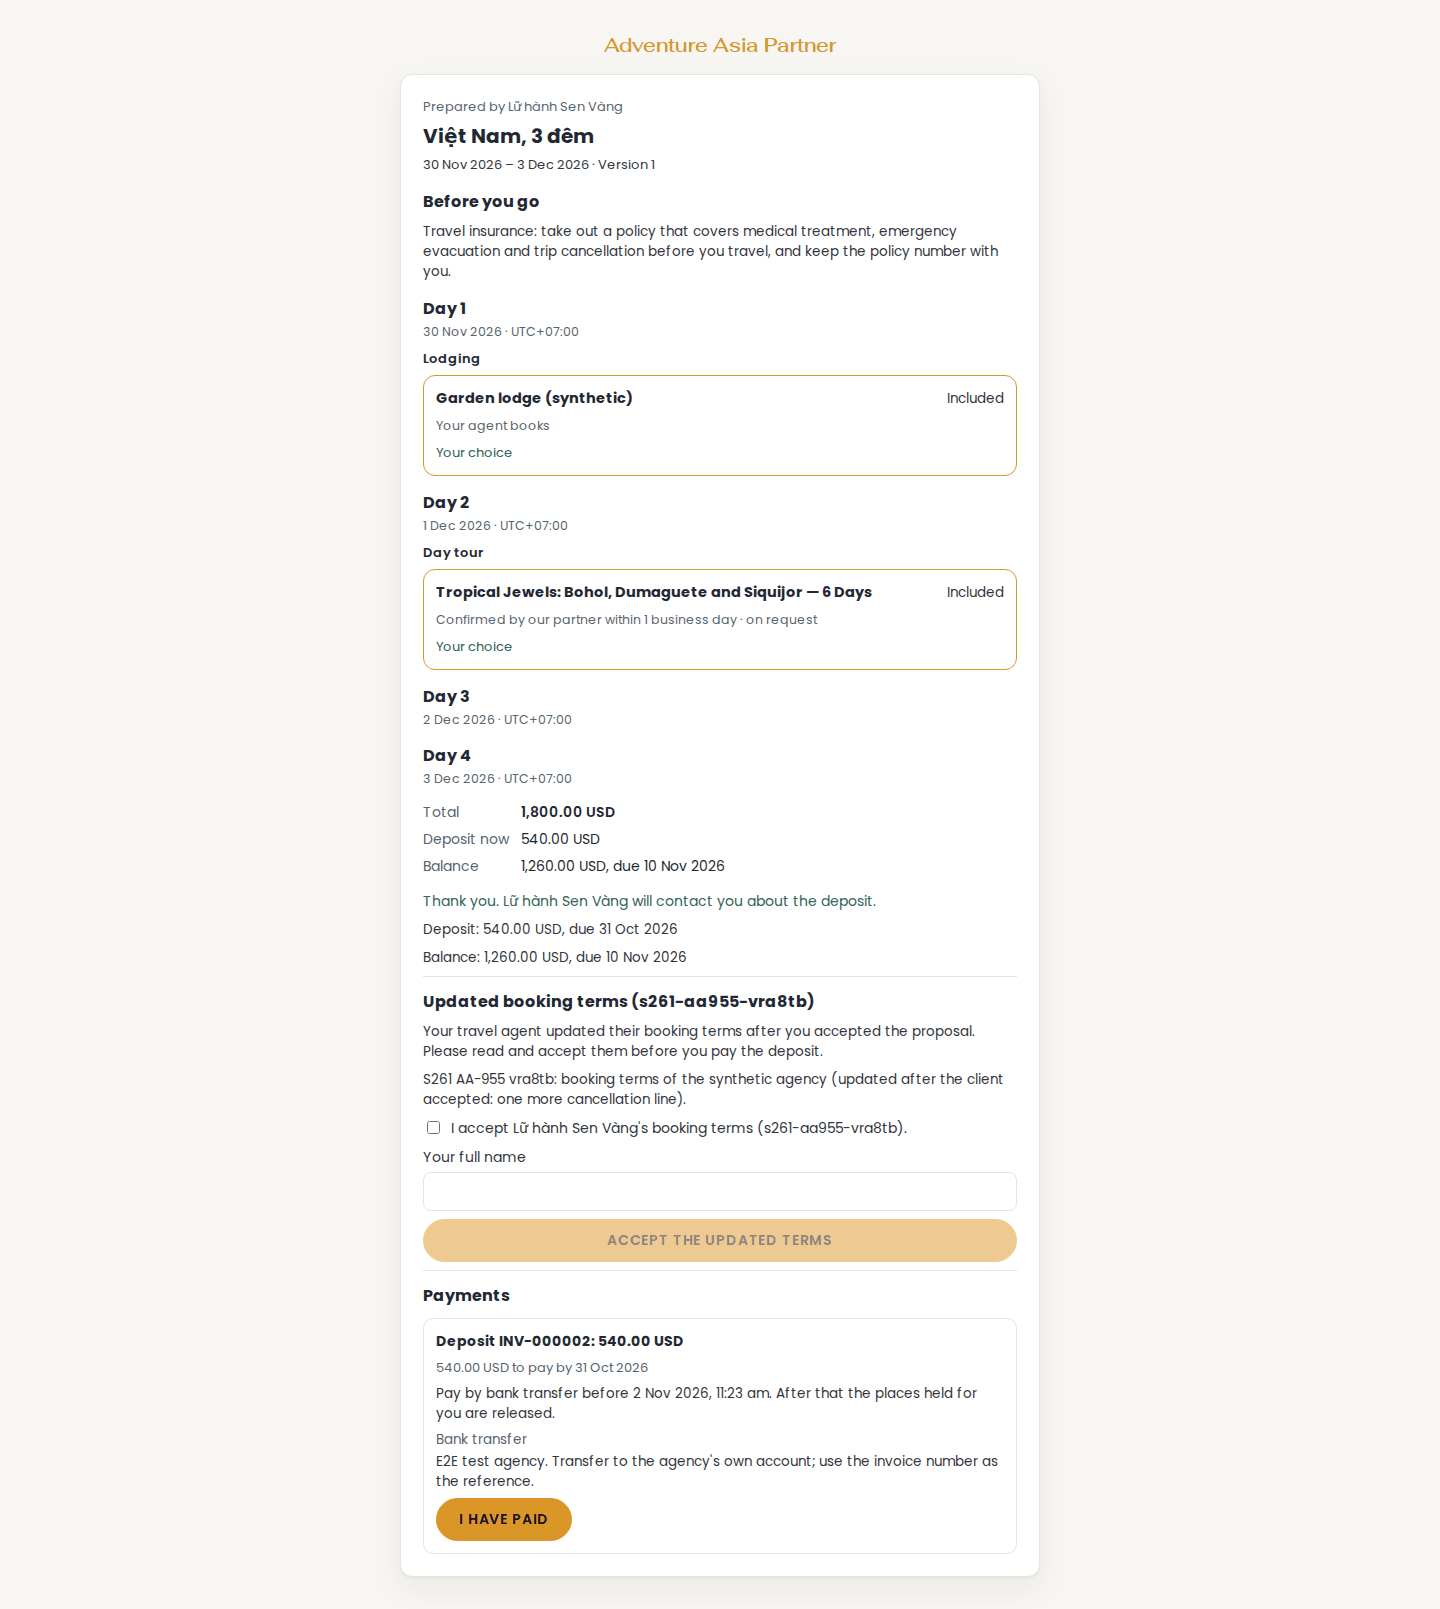 Adventure Asia Partner
Prepared by Lữ hành Sen Vàng
Việt Nam, 3 đêm
30 Nov 2026 – 3 Dec 2026 · Version 1
Before you go
Travel insurance: take out a policy that covers medical treatment, emergency
evacuation and trip cancellation before you travel, and keep the policy number with
you.
Day 1
30 Nov 2026 · UTC+07:00
Lodging
Garden lodge (synthetic) Included
Your agent books
Your choice
Day 2
1 Dec 2026 · UTC+07:00
Day tour
Tropical Jewels: Bohol, Dumaguete and Siquijor — 6 Days Included
Confirmed by our partner within 1 business day · on request
Your choice
Day 3
2 Dec 2026 · UTC+07:00
Day 4
3 Dec 2026 · UTC+07:00
Total 1,800.00 USD
Deposit now 540.00 USD
Balance 1,260.00 USD, due 10 Nov 2026
Thank you. Lữ hành Sen Vàng will contact you about the deposit.
Deposit: 540.00 USD, due 31 Oct 2026
Balance: 1,260.00 USD, due 10 Nov 2026
Updated booking terms (s261-aa955-vra8tb)
Your travel agent updated their booking terms after you accepted the proposal.
Please read and accept them before you pay the deposit.
S261 AA-955 vra8tb: booking terms of the synthetic agency (updated after the client
accepted: one more cancellation line).
I accept Lữ hành Sen Vàng's booking terms (s261-aa955-vra8tb).
Your full name
ACCEPT THE UPDATED TERMS
Payments
Deposit INV-000002: 540.00 USD
540.00 USD to pay by 31 Oct 2026
Pay by bank transfer before 2 Nov 2026, 11:23 am. After that the places held for
you are released.
Bank transfer
E2E test agency. Transfer to the agency's own account; use the invoice number as
the reference.
I HAVE PAID